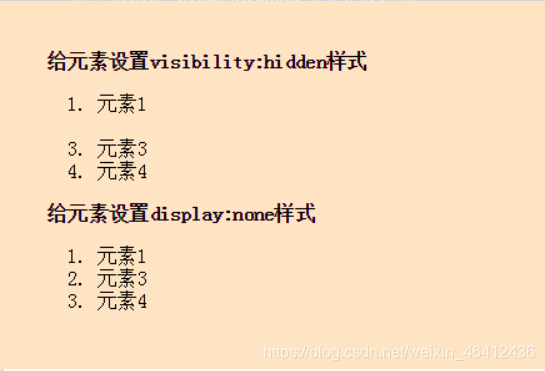 给元素设置visibility:hidden样式
1. 元素1
3. 元素3
4. 元素4
给元素设置display:none样式
1. 元素1
2. 元素3
3. 元素4
https://blog.csdn.net/weixin_46412436